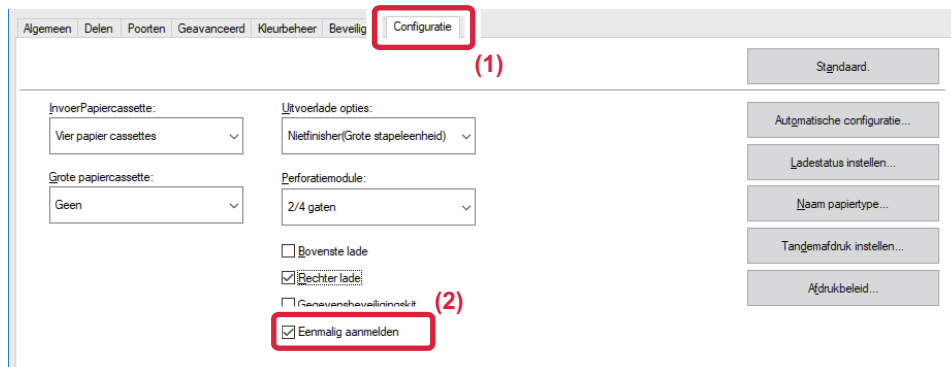 Algemeen Delen Poorten Geavanceerd Kleurbeheer Beveilig Configuratie
(1)
Standaard.
InvoerPapiercassette: Uitvoerlade opties:
Vier papier cassettes Nietfinisher(Grote stapeleenheid) Automatische configuratie...
Ladestatus instellen...
Grote papiercassette: Perforatiemodule:
Geen 2/4 gaten Naam papiertype...
Bovenste lade Tandemafdruk instellen...
Rechter lade Afdrukbeleid...
Gegevensbeveiligingskit (2)
Eenmalig aanmelden